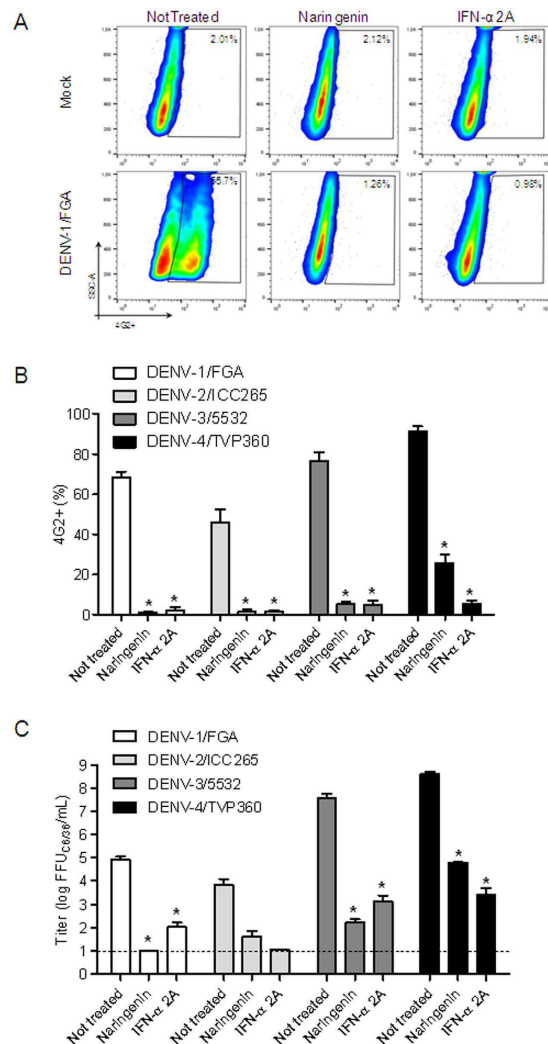 A
Not Treated
Naringenin
IFN-α 2A
Mock
2.01%
2.12%
1.94%
DENV-1/FGA
55.7%
1.26%
0.98%
SSC-A
4G2+
B
DENV-1/FGA
DENV-2/ICC265
DENV-3/5532
DENV-4/TVP360
4G2+ (%)
100
80
60
40
20
0
* * * * * * * *
Not treated Naringenin IFN-α 2A Not treated Naringenin IFN-α 2A Not treated Naringenin IFN-α 2A Not treated Naringenin IFN-α 2A
C
DENV-1/FGA
DENV-2/ICC265
DENV-3/5532
DENV-4/TVP360
Titer (log FFU C6/36/mL)
9
8
7
6
5
4
3
2
1
0
* * * * * *
Not treated Naringenin IFN-α 2A Not treated Naringenin IFN-α 2A Not treated Naringenin IFN-α 2A Not treated Naringenin IFN-α 2A